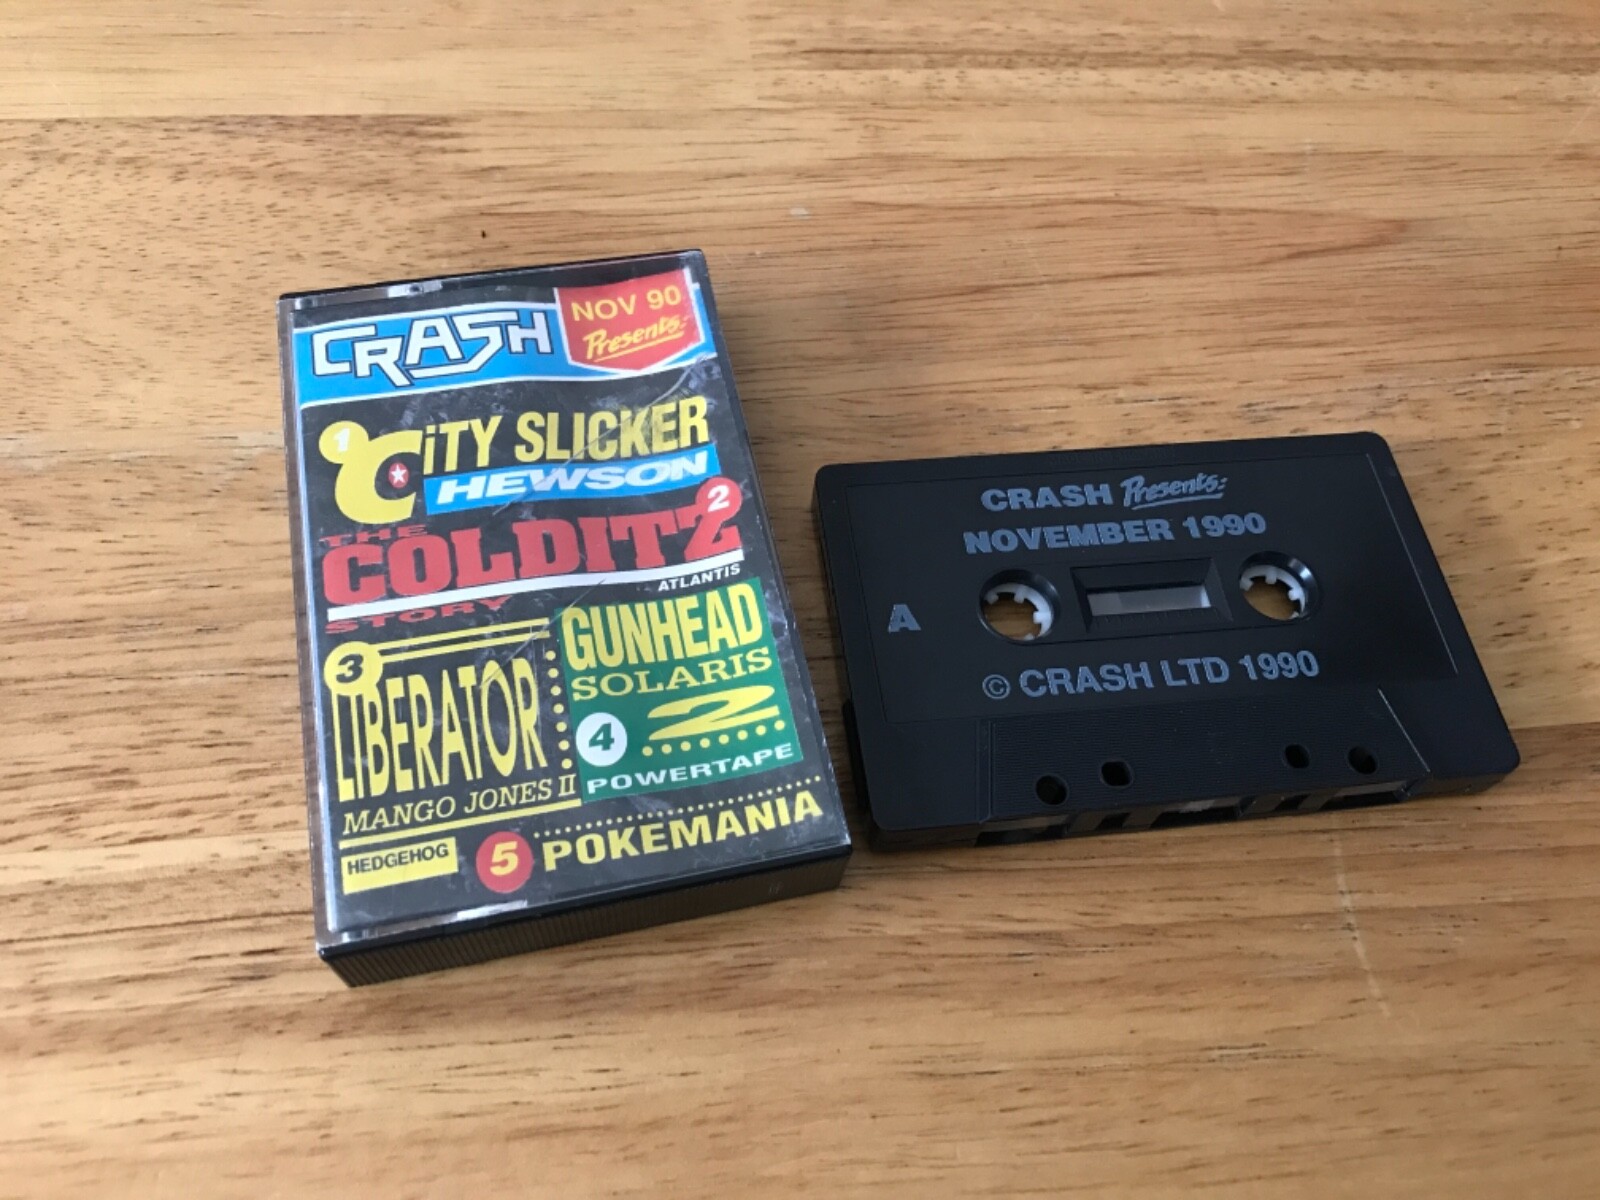 CRASH
NOV 90
Presents:
1
CiTY SLICKER
HEWSON
2
THE
COLDITZ
STORY
ATLANTIS
3
LIBERATOR
MANGO JONES II
HEDGEHOG
GUNHEAD
SOLARIS
2
4
POWERTAPE
5 POKEMANIA
CRASH Presents:
NOVEMBER 1990
A
© CRASH LTD 1990